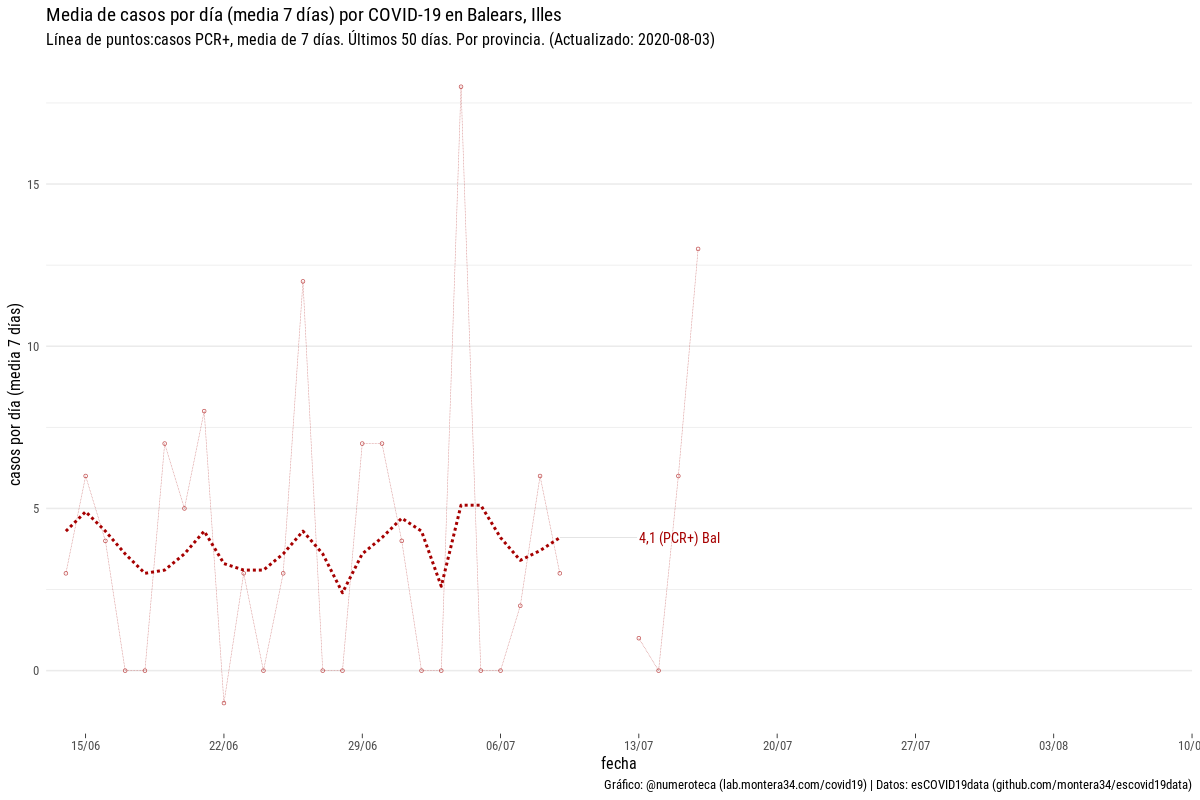 Media de casos por día (media 7 días) por COVID-19 en Balears, Illes
Línea de puntos:casos PCR+, media de 7 días. Últimos 50 días. Por provincia. (Actualizado: 2020-08-03)
casos por día (media 7 días)
15
10
5
0
4,1 (PCR+) Bal
15/06
22/06
29/06
06/07
13/07
20/07
27/07
03/08
10/0
fecha
Gráfico: @numeroteca (lab.montera34.com/covid19) | Datos: esCOVID19data (github.com/montera34/escovid19data)